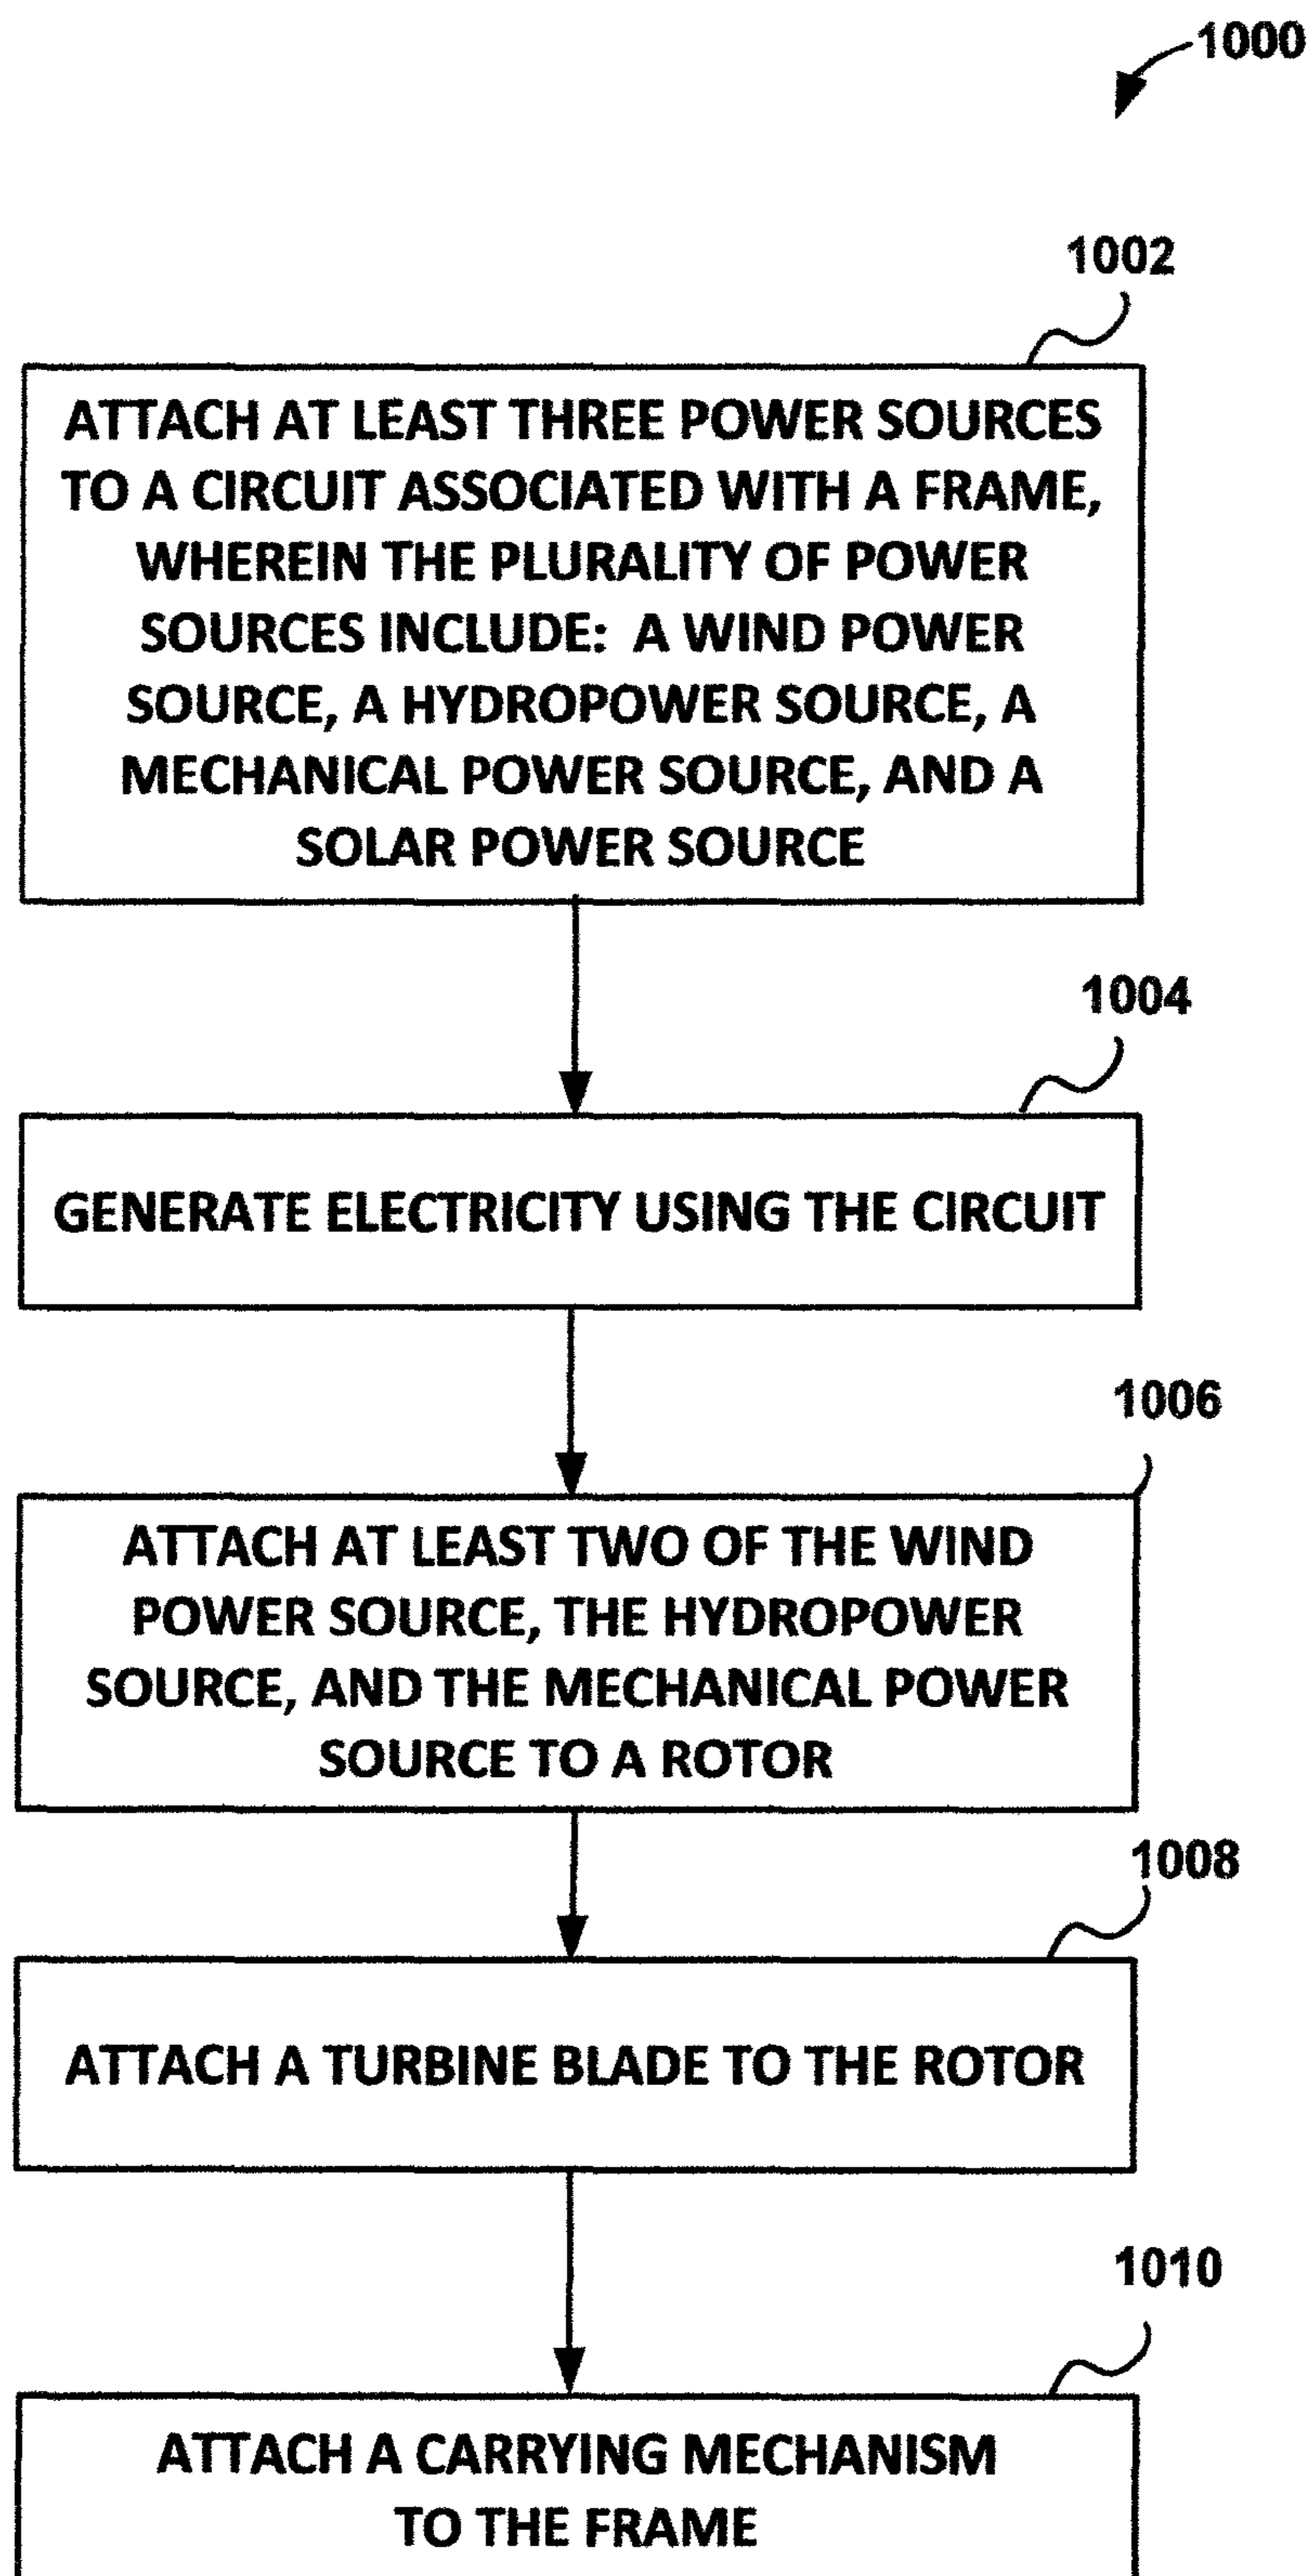 1000
1002
ATTACH AT LEAST THREE POWER SOURCES
TO A CIRCUIT ASSOCIATED WITH A FRAME,
WHEREIN THE PLURALITY OF POWER
SOURCES INCLUDE: A WIND POWER
SOURCE, A HYDROPOWER SOURCE, A
MECHANICAL POWER SOURCE, AND A
SOLAR POWER SOURCE
1004
GENERATE ELECTRICITY USING THE CIRCUIT
1006
ATTACH AT LEAST TWO OF THE WIND
POWER SOURCE, THE HYDROPOWER
SOURCE, AND THE MECHANICAL POWER
SOURCE TO A ROTOR
1008
ATTACH A TURBINE BLADE TO THE ROTOR
1010
ATTACH A CARRYING MECHANISM
TO THE FRAME